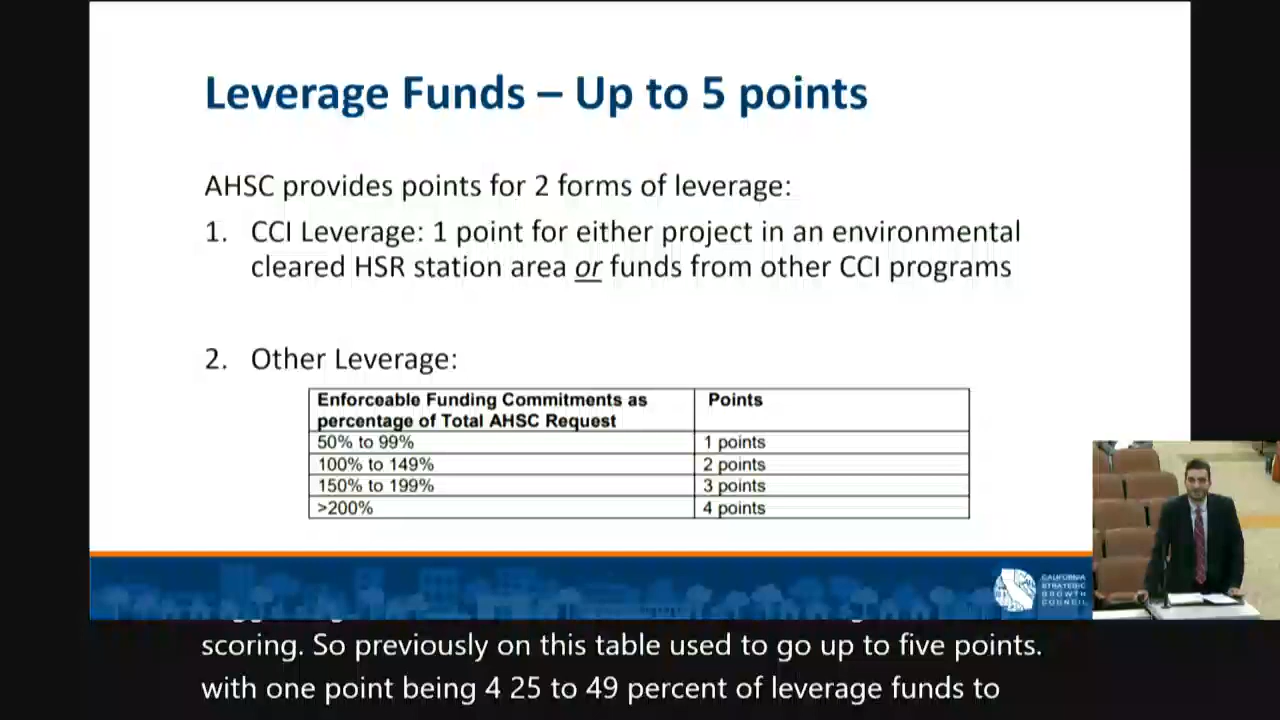 Leverage Funds – Up to 5 points
AHSC provides points for 2 forms of leverage:
1. CCI Leverage: 1 point for either project in an environmental
cleared HSR station area or funds from other CCI programs
2. Other Leverage:
Enforceable Funding Commitments as
percentage of Total AHSC Request
Points
50% to 99% 1 points
100% to 149% 2 points
150% to 199% 3 points
>200% 4 points
CALIFORNIA
STRATEGIC
GROWTH
COUNCIL
scoring. So previously on this table used to go up to five points.
with one point being 4 25 to 49 percent of leverage funds to